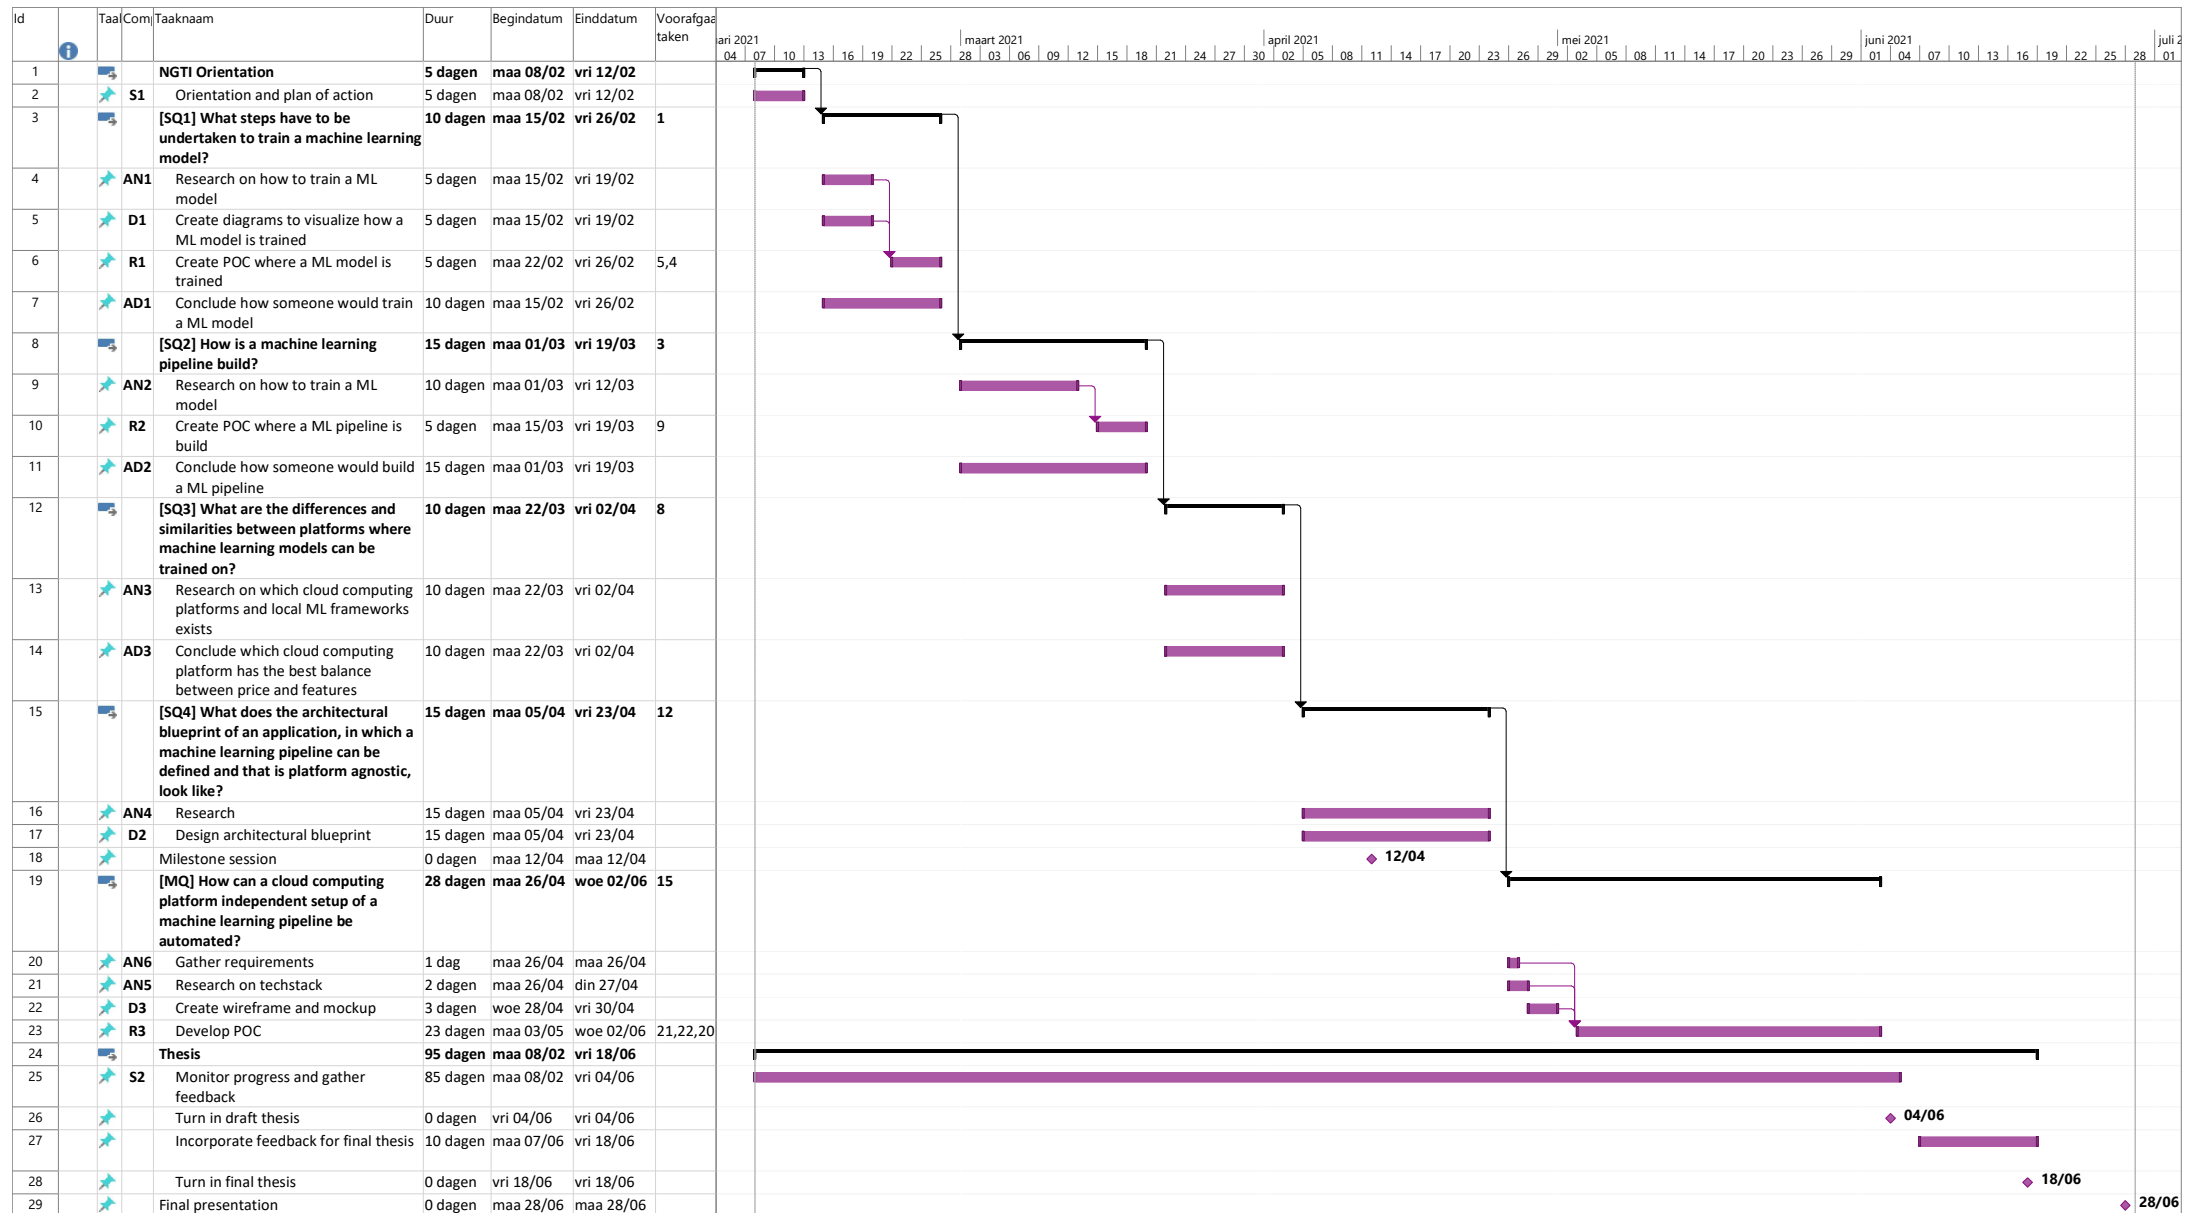 Id Taal Comp Taaknaam Duur Begindatum Einddatum Voorafgaa
taken
ari 2021 maart 2021 april 2021 mei 2021 juni 2021 juli 2
04 07 10 13 16 19 22 25 28 03 06 09 12 15 18 21 24 27 30 02 05 08 11 14 17 20 23 26 29 02 05 08 11 14 17 20 23 26 29 01 04 07 10 13 16 19 22 25 28 01
1 NGTI Orientation 5 dagen maa 08/02 vri 12/02
2 S1 Orientation and plan of action 5 dagen maa 08/02 vri 12/02
3 [SQ1] What steps have to be 10 dagen maa 15/02 vri 26/02 1
undertaken to train a machine learning
model?
4 AN1 Research on how to train a ML 5 dagen maa 15/02 vri 19/02
model
5 D1 Create diagrams to visualize how a 5 dagen maa 15/02 vri 19/02
ML model is trained
6 R1 Create POC where a ML model is 5 dagen maa 22/02 vri 26/02 5,4
trained
7 AD1 Conclude how someone would train 10 dagen maa 15/02 vri 26/02
a ML model
8 [SQ2] How is a machine learning 15 dagen maa 01/03 vri 19/03 3
pipeline build?
9 AN2 Research on how to train a ML 10 dagen maa 01/03 vri 12/03
model
10 R2 Create POC where a ML pipeline is 5 dagen maa 15/03 vri 19/03 9
build
11 AD2 Conclude how someone would build 15 dagen maa 01/03 vri 19/03
a ML pipeline
12 [SQ3] What are the differences and 10 dagen maa 22/03 vri 02/04 8
similarities between platforms where
machine learning models can be
trained on?
13 AN3 Research on which cloud computing 10 dagen maa 22/03 vri 02/04
platforms and local ML frameworks
exists
14 AD3 Conclude which cloud computing 10 dagen maa 22/03 vri 02/04
platform has the best balance
between price and features
15 [SQ4] What does the architectural 15 dagen maa 05/04 vri 23/04 12
blueprint of an application, in which a
machine learning pipeline can be
defined and that is platform agnostic,
look like?
16 AN4 Research 15 dagen maa 05/04 vri 23/04
17 D2 Design architectural blueprint 15 dagen maa 05/04 vri 23/04
18 Milestone session 0 dagen maa 12/04 maa 12/04 12/04
19 [MQ] How can a cloud computing 28 dagen maa 26/04 woe 02/06 15
platform independent setup of a
machine learning pipeline be
automated?
20 AN6 Gather requirements 1 dag maa 26/04 maa 26/04
21 AN5 Research on techstack 2 dagen maa 26/04 din 27/04
22 D3 Create wireframe and mockup 3 dagen woe 28/04 vri 30/04
23 R3 Develop POC 23 dagen maa 03/05 woe 02/06 21,22,20
24 Thesis 95 dagen maa 08/02 vri 18/06
25 S2 Monitor progress and gather 85 dagen maa 08/02 vri 04/06
feedback
26 Turn in draft thesis 0 dagen vri 04/06 vri 04/06 04/06
27 Incorporate feedback for final thesis 10 dagen maa 07/06 vri 18/06
28 Turn in final thesis 0 dagen vri 18/06 vri 18/06 18/06
29 Final presentation 0 dagen maa 28/06 maa 28/06 28/06